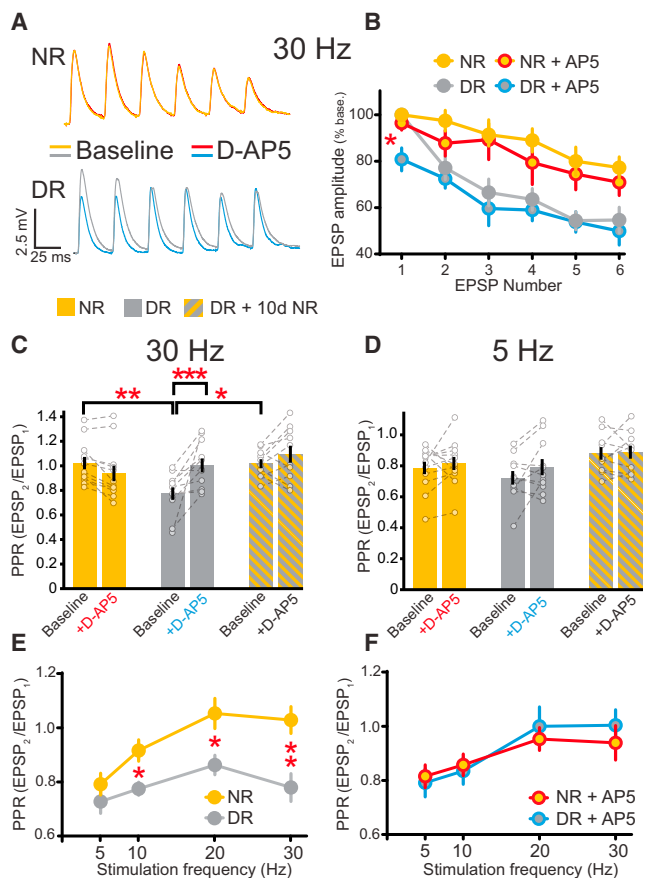 A
NR
30 Hz
Baseline D-AP5
DR
2.5 mV
25 ms
B
NR NR + AP5
DR DR + AP5
EPSP amplitude (% base.)
100
80
60
40
*
1 2 3 4 5 6
EPSP Number
NR DR DR + 10d NR
C
30 Hz
***
** *
PPR (EPSP2/EPSP1)
1.4
1.2
1.0
0.8
0.6
0.4
0.2
0
Baseline +D-AP5 Baseline +D-AP5 Baseline +D-AP5
D
5 Hz
PPR (EPSP2/EPSP1)
1.0
0.8
0.6
0.4
0.2
0
Baseline +D-AP5 Baseline +D-AP5 Baseline +D-AP5
E
PPR (EPSP2/EPSP1)
1.2
1.0
0.8
0.6
* * **
NR
DR
5 10 20 30
Stimulation frequency (Hz)
F
PPR (EPSP2/EPSP1)
1.2
1.0
0.8
0.6
NR + AP5
DR + AP5
5 10 20 30
Stimulation frequency (Hz)